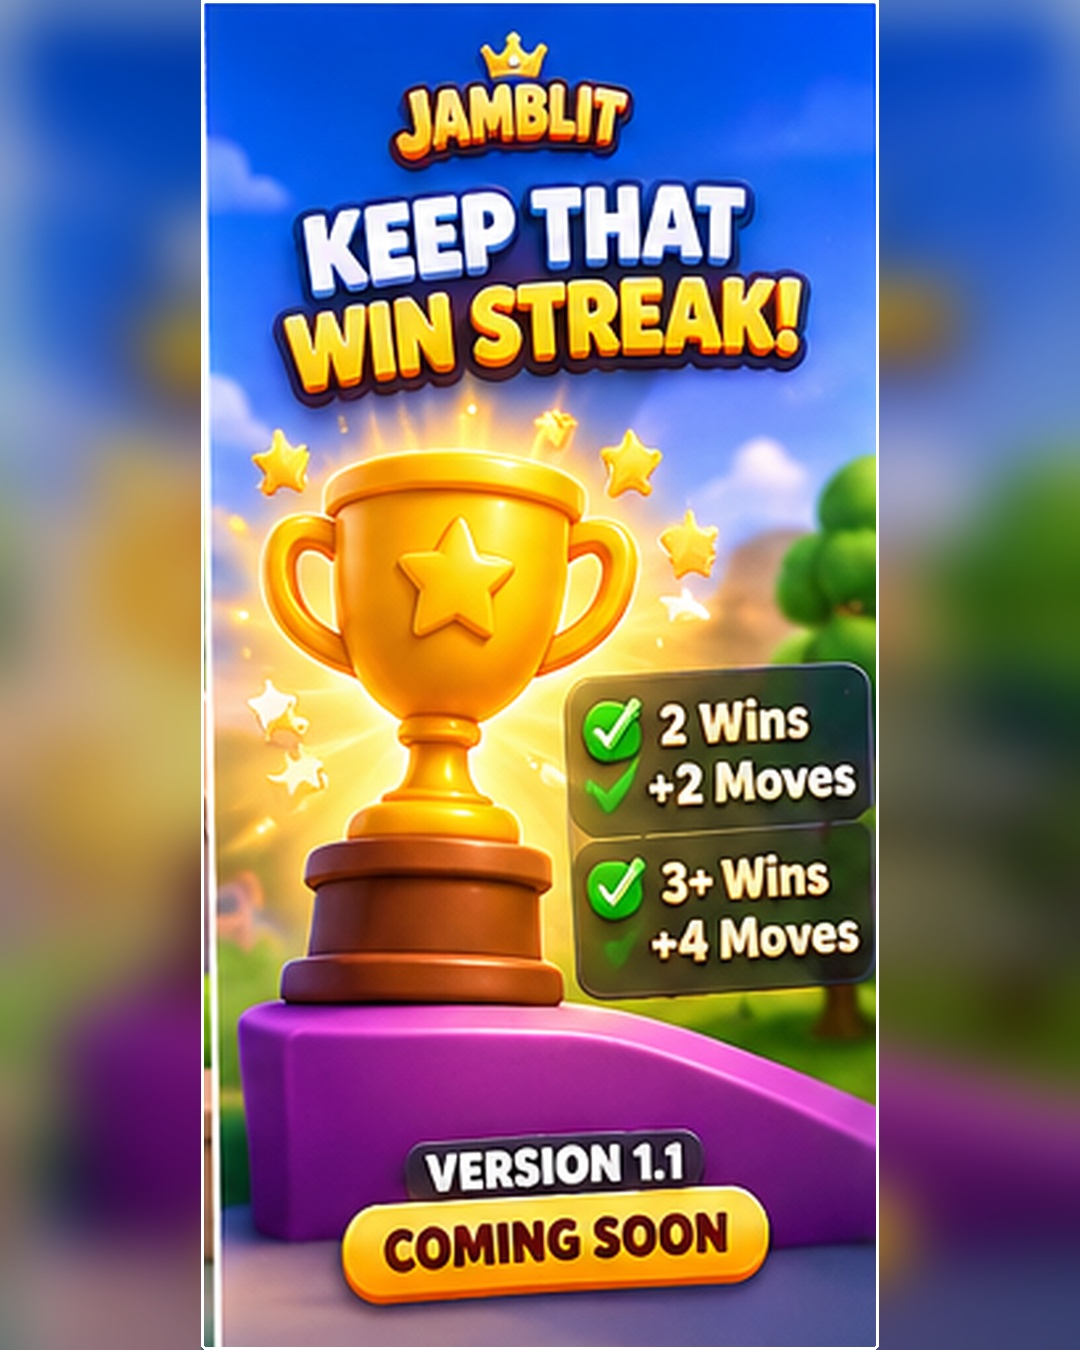 JAMBLIT
KEEP THAT
WIN STREAK!
2 Wins
+2 Moves
3+ Wins
+4 Moves
VERSION 1.1
COMING SOON